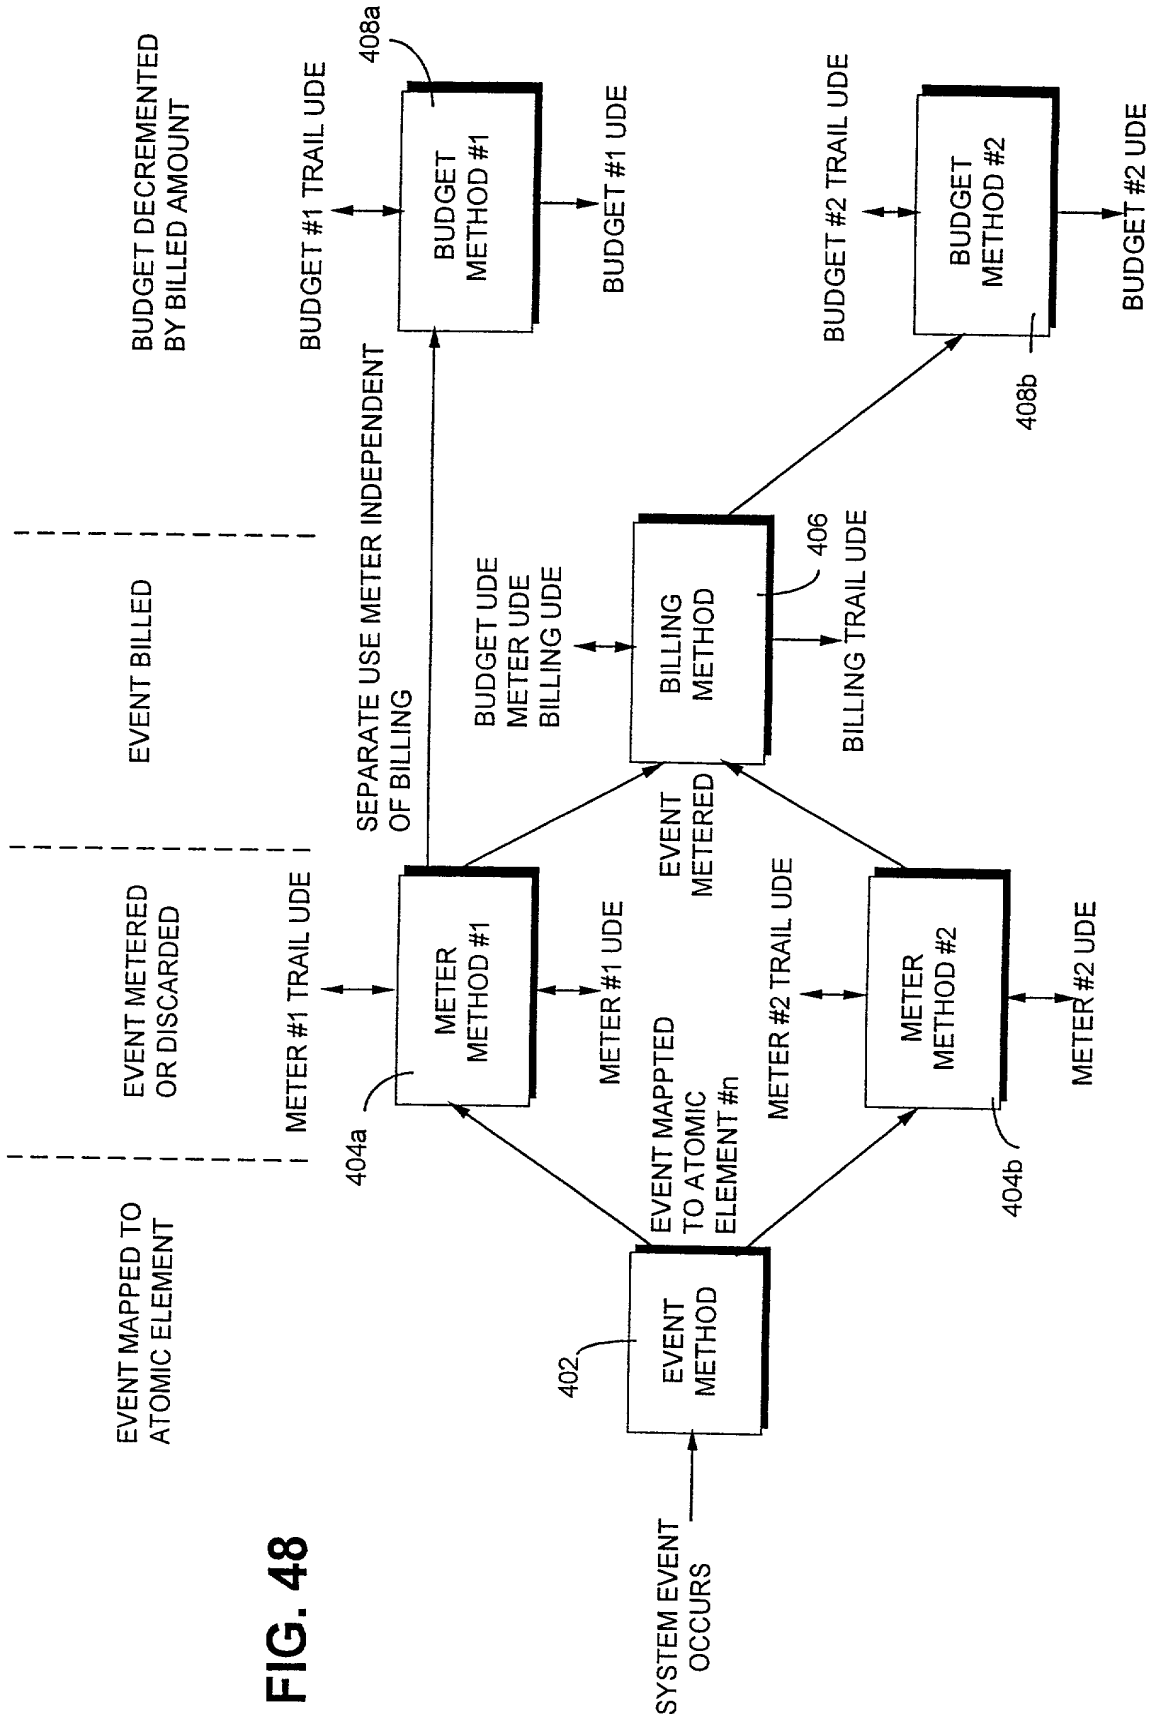 FIG. 48
EVENT MAPPED TO
ATOMIC ELEMENT
EVENT METERED
OR DISCARDED
EVENT BILLED
BUDGET DECREMENTED
BY BILLED AMOUNT
SYSTEM EVENT
OCCURS
402
EVENT
METHOD
EVENT MAPPTED
TO ATOMIC
ELEMENT #n
METER #1 TRAIL UDE
404a
METER
METHOD #1
METER #1 UDE
METER #2 TRAIL UDE
METER
METHOD #2
404b
METER #2 UDE
SEPARATE USE METER INDEPENDENT
OF BILLING
EVENT
METERED
BUDGET UDE
METER UDE
BILLING UDE
BILLING
METHOD
406
BILLING TRAIL UDE
BUDGET #1 TRAIL UDE
408a
BUDGET
METHOD #1
BUDGET #1 UDE
BUDGET #2 TRAIL UDE
BUDGET
METHOD #2
408b
BUDGET #2 UDE